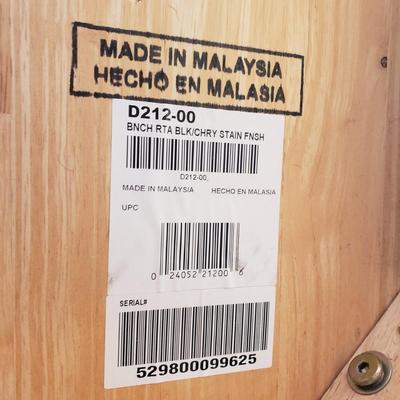 MADE IN MALAYSIA
HECHO EN MALASIA
D212-00
BNCH RTA BLK/CHRY STAIN FNSH
D212-00,
MADE IN MALAYSIA HECHO EN MALASIA
UPC
0 24052 21200 6
SERIAL#
529800099625